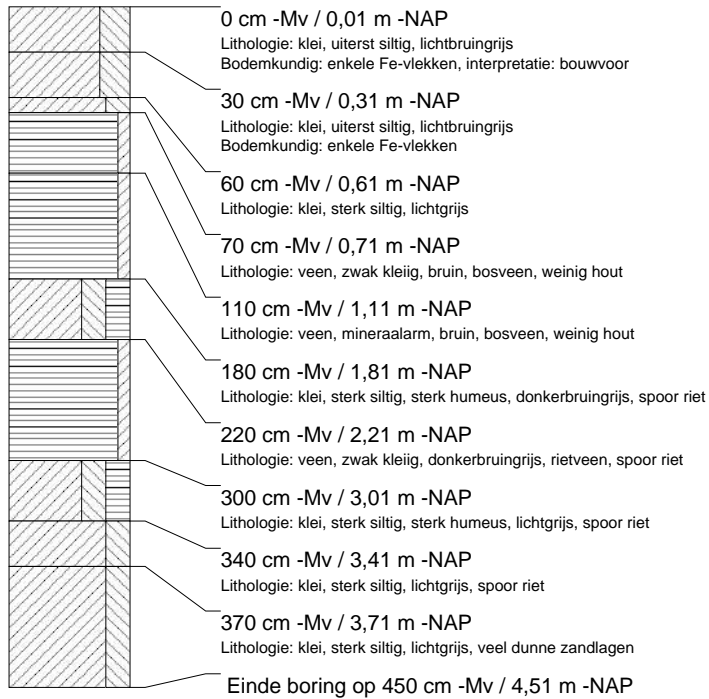 0 cm -Mv / 0,01 m -NAP
Lithologie: klei, uiterst siltig, lichtbruingrijs
Bodemkundig: enkele Fe-vlekken, interpretatie: bouwvoor
30 cm -Mv / 0,31 m -NAP
Lithologie: klei, uiterst siltig, lichtbruingrijs
Bodemkundig: enkele Fe-vlekken
60 cm -Mv / 0,61 m -NAP
Lithologie: klei, sterk siltig, lichtgrijs
70 cm -Mv / 0,71 m -NAP
Lithologie: veen, zwak kleiig, bruin, bosveen, weinig hout
110 cm -Mv / 1,11 m -NAP
Lithologie: veen, mineraalarm, bruin, bosveen, weinig hout
180 cm -Mv / 1,81 m -NAP
Lithologie: klei, sterk siltig, sterk humeus, donkerbruingrijs, spoor riet
220 cm -Mv / 2,21 m -NAP
Lithologie: veen, zwak kleiig, donkerbruingrijs, rietveen, spoor riet
300 cm -Mv / 3,01 m -NAP
Lithologie: klei, sterk siltig, sterk humeus, lichtgrijs, spoor riet
340 cm -Mv / 3,41 m -NAP
Lithologie: klei, sterk siltig, lichtgrijs, spoor riet
370 cm -Mv / 3,71 m -NAP
Lithologie: klei, sterk siltig, lichtgrijs, veel dunne zandlagen
Einde boring op 450 cm -Mv / 4,51 m -NAP